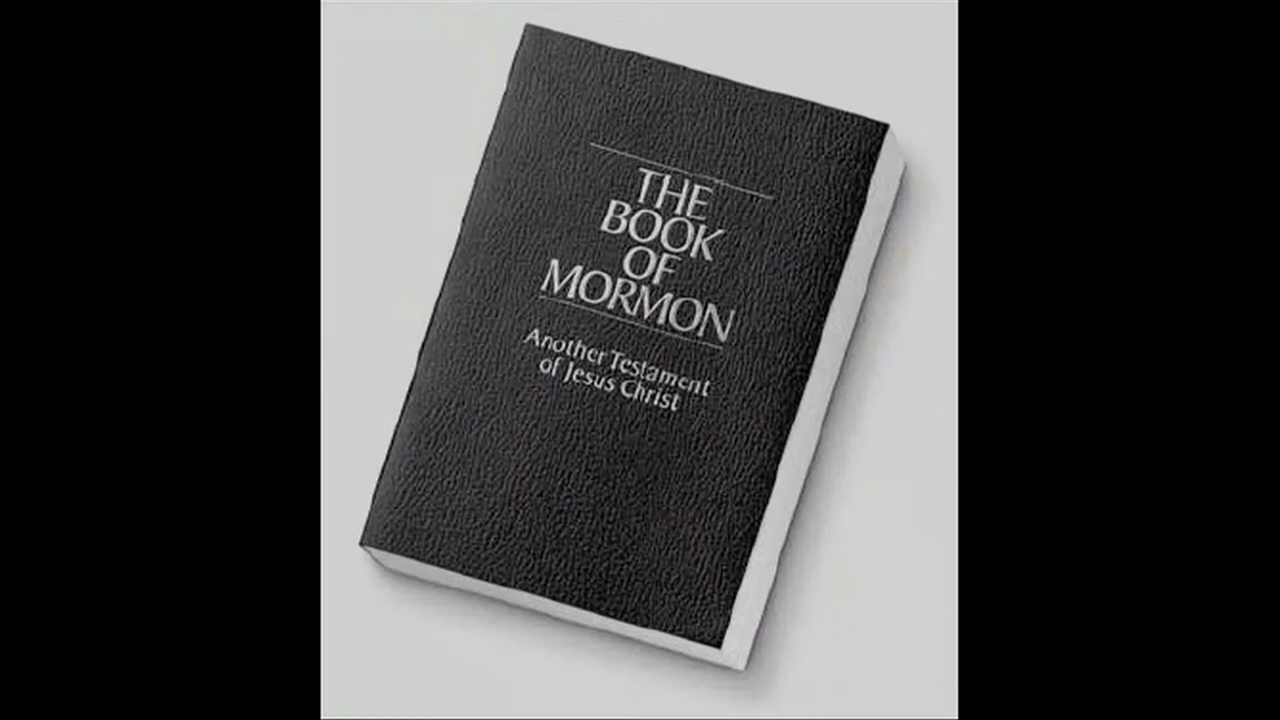 THE
BOOK
OF
MORMON
Another Testament
of Jesus Christ